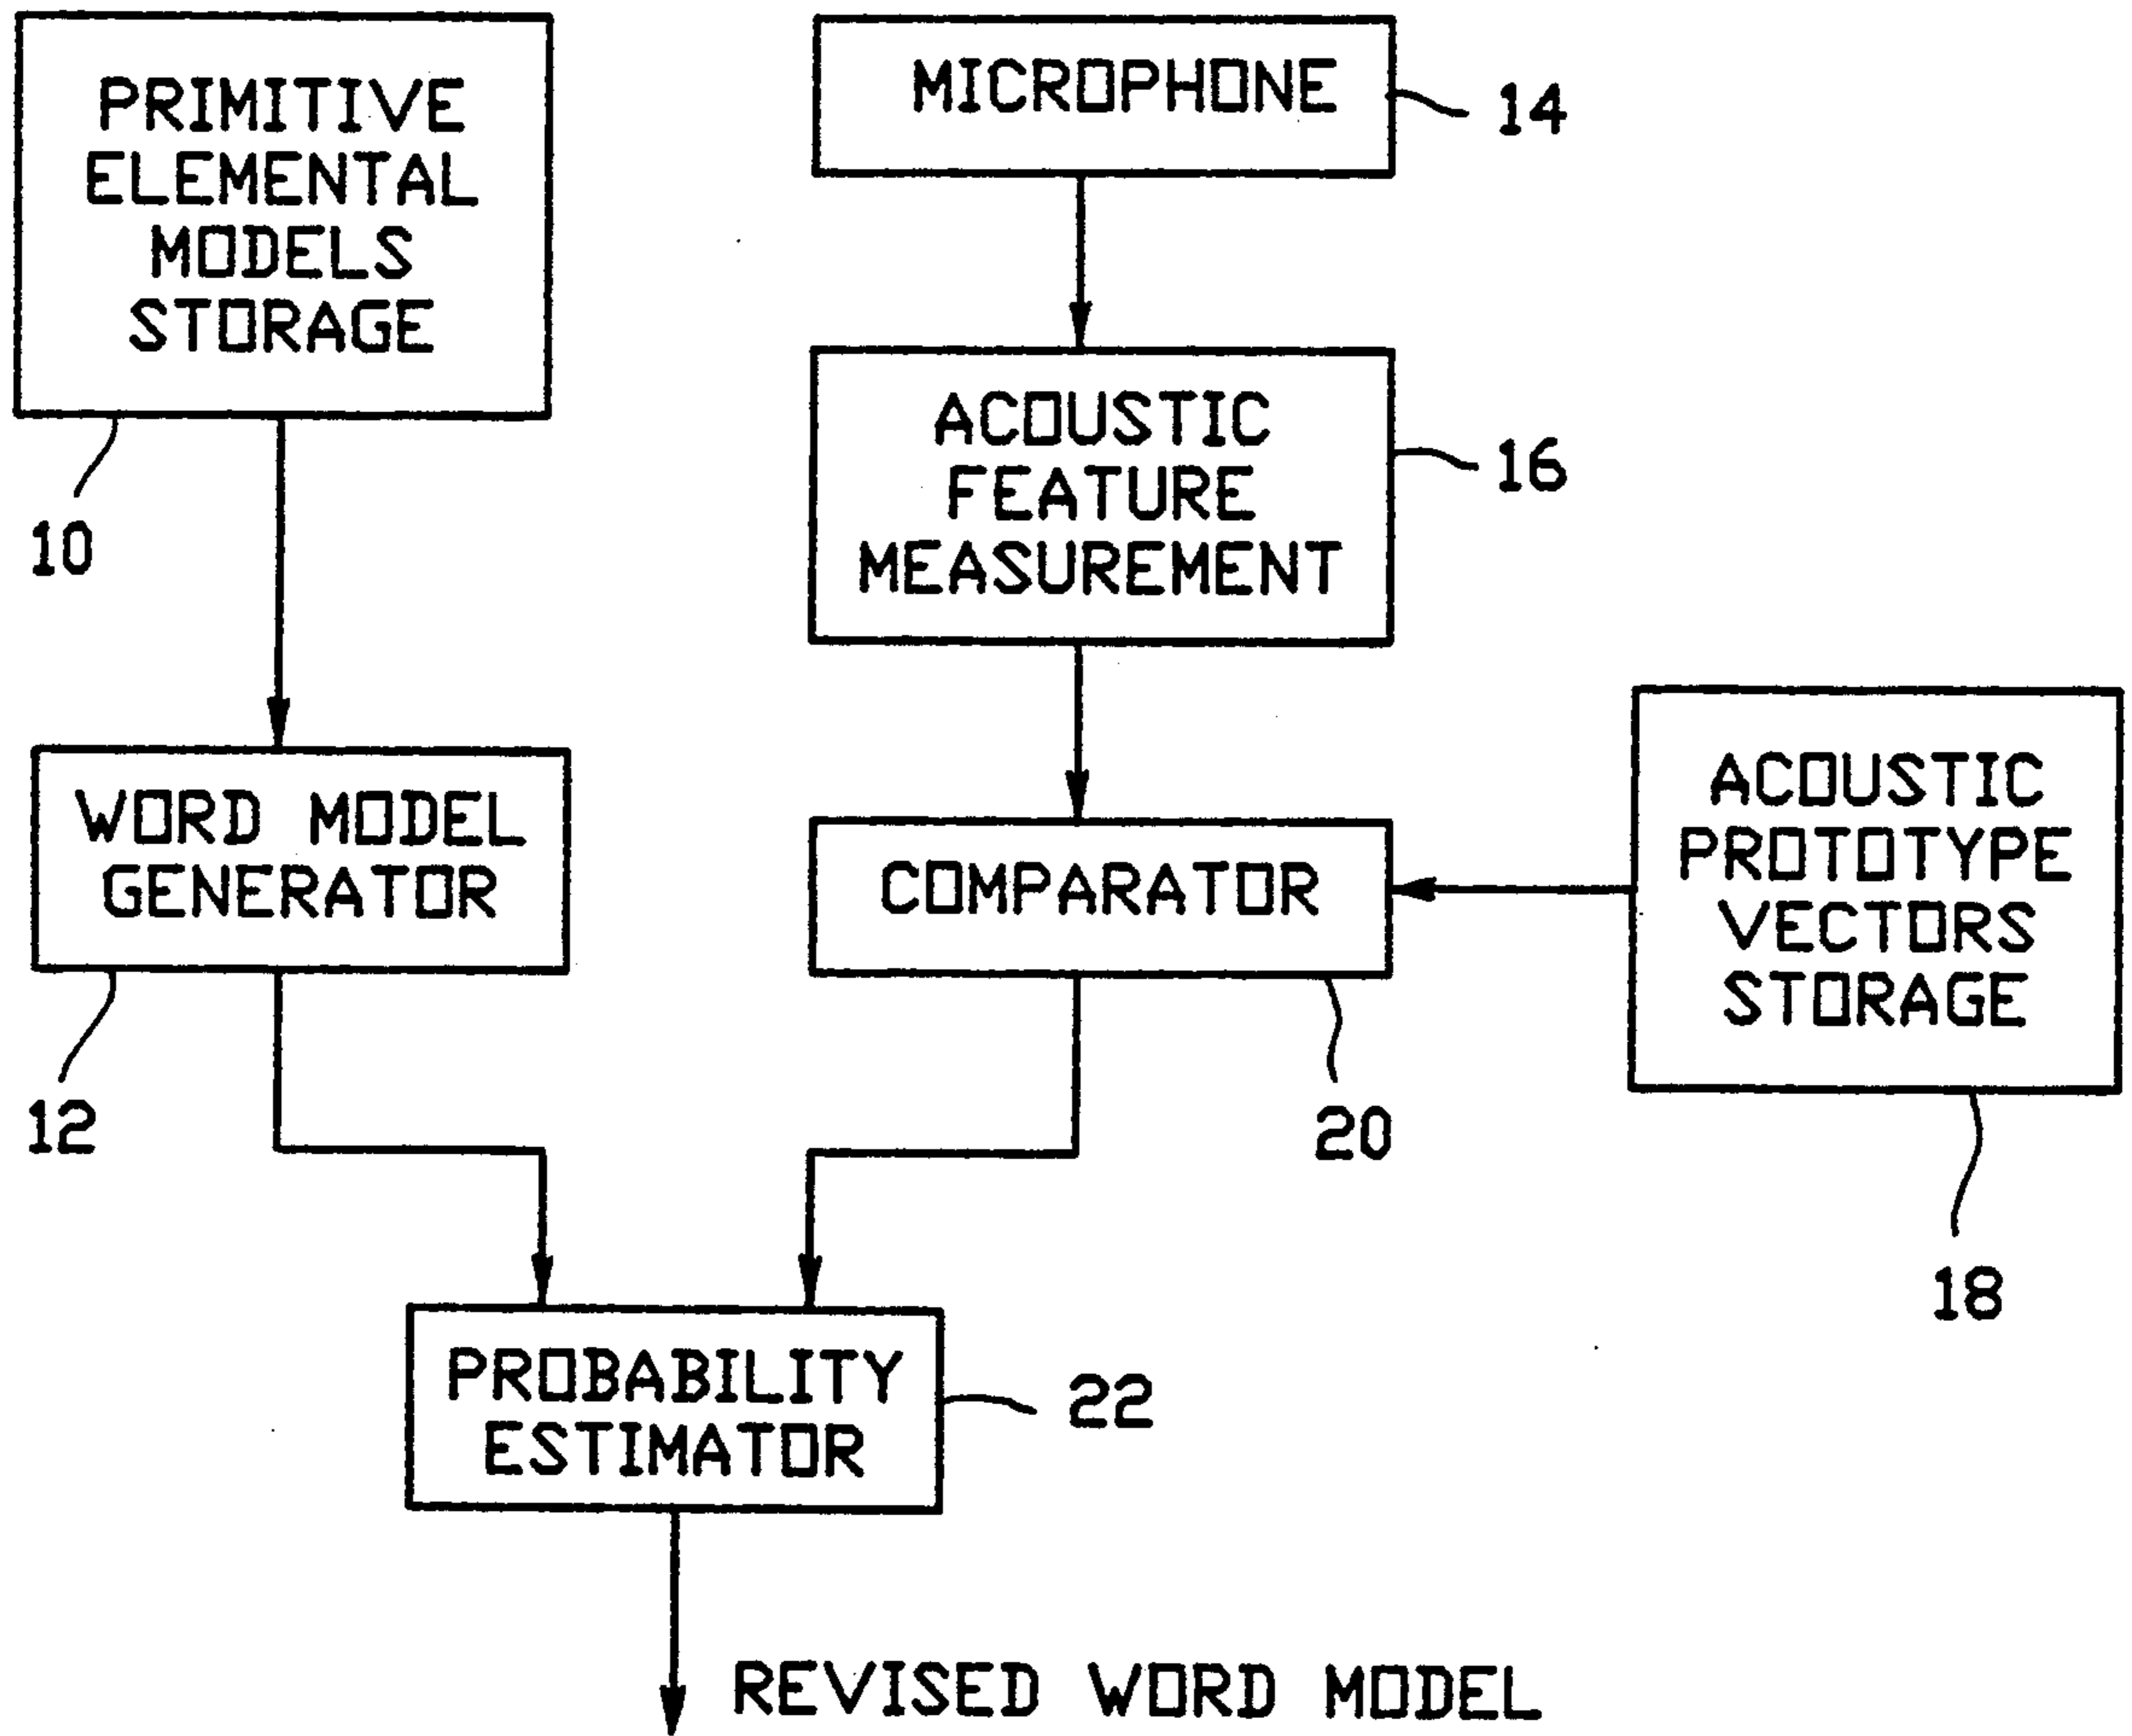 PRIMITIVE
ELEMENTAL
MODELS
STORAGE
10
MICROPHONE
14
ACOUSTIC
FEATURE
MEASUREMENT
16
WORD MODEL
GENERATOR
12
COMPARATOR
20
ACOUSTIC
PROTOTYPE
VECTORS
STORAGE
18
PROBABILITY
ESTIMATOR
22
REVISED WORD MODEL